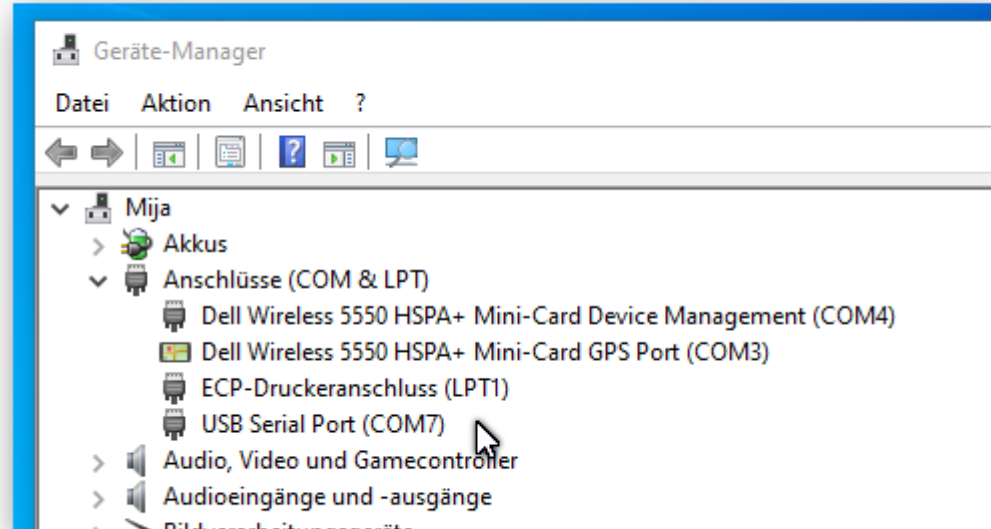 Geräte-Manager
Datei Aktion Ansicht ?
Mija
Akkus
Anschlüsse (COM & LPT)
Dell Wireless 5550 HSPA+ Mini-Card Device Management (COM4)
Dell Wireless 5550 HSPA+ Mini-Card GPS Port (COM3)
ECP-Druckeranschluss (LPT1)
USB Serial Port (COM7)
Audio, Video und Gamecontroller
Audioeingänge und -ausgänge
Bildverarbeitungsgeräte